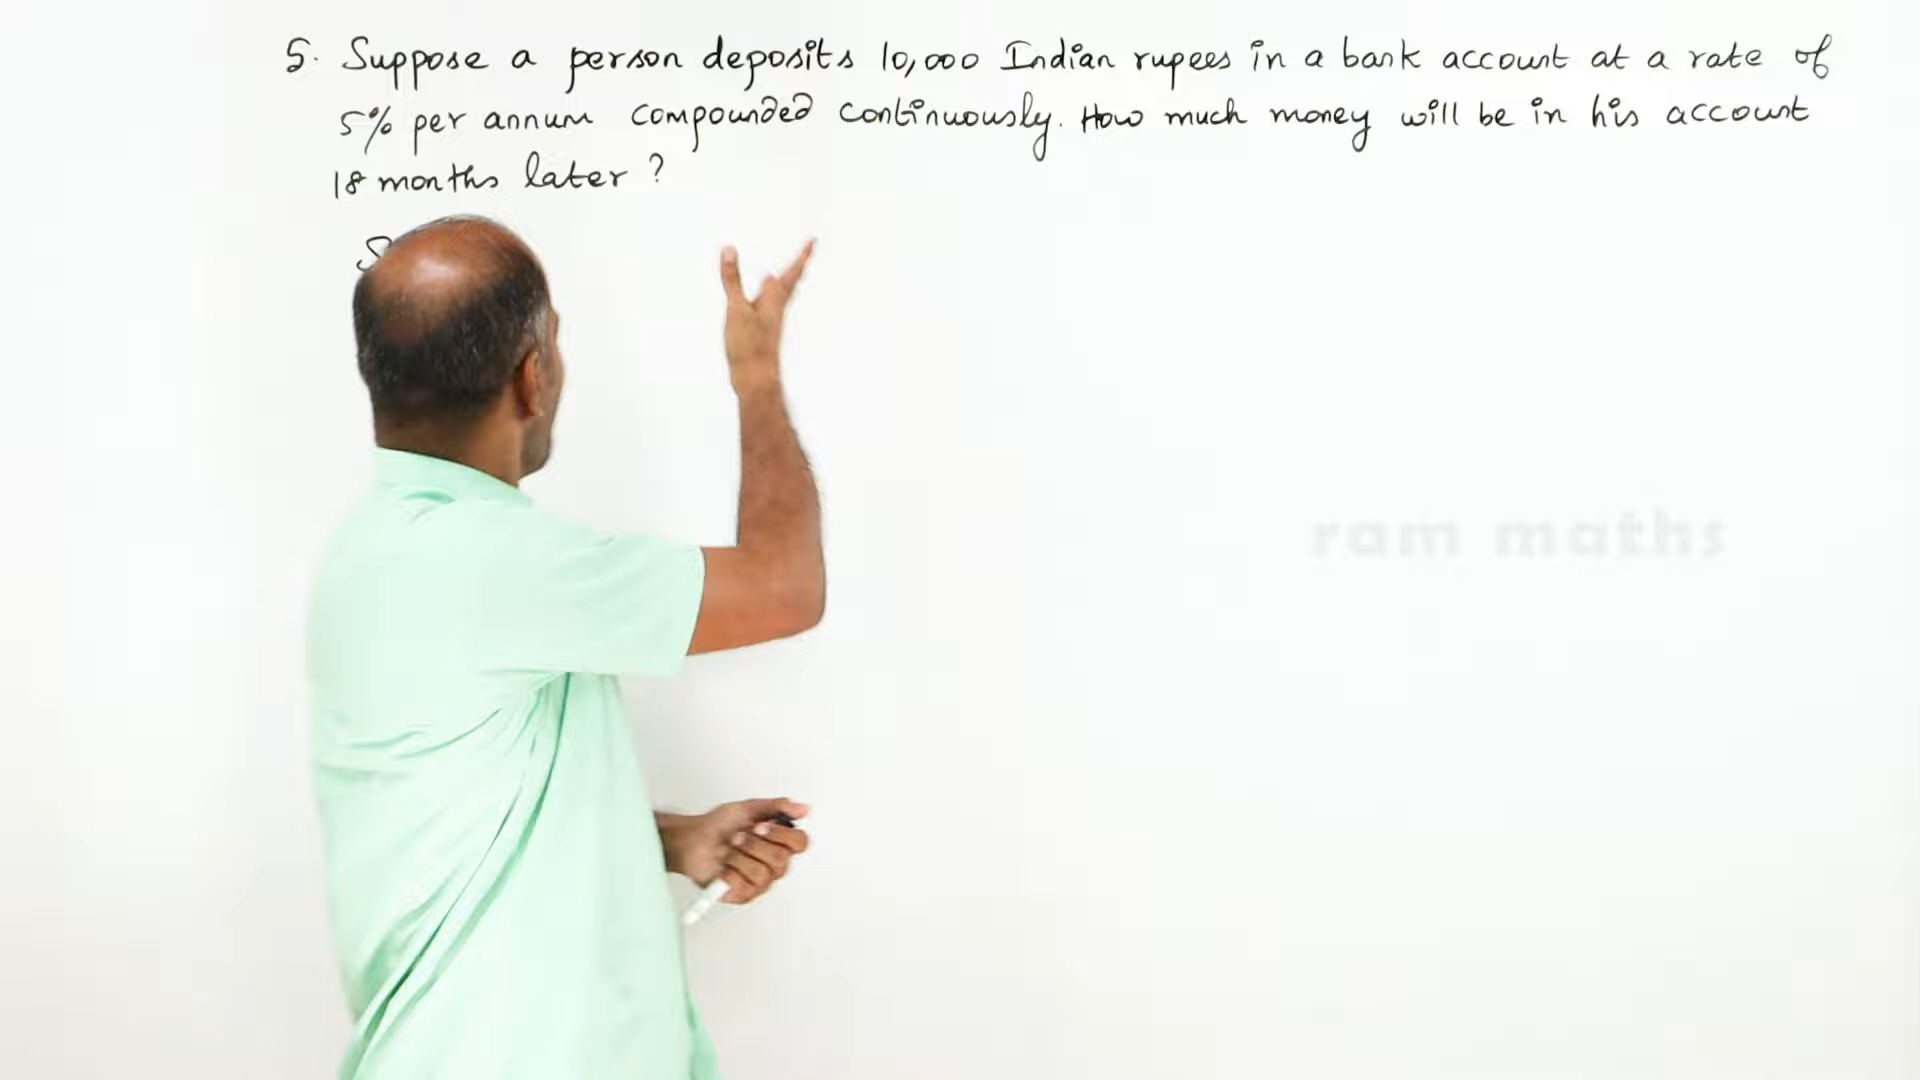 5. Suppose a person deposits 10,000 Indian rupees in a bank account at a rate of
5% per annum compounded continuously. How much money will be in his account
18 months later ?
ram maths